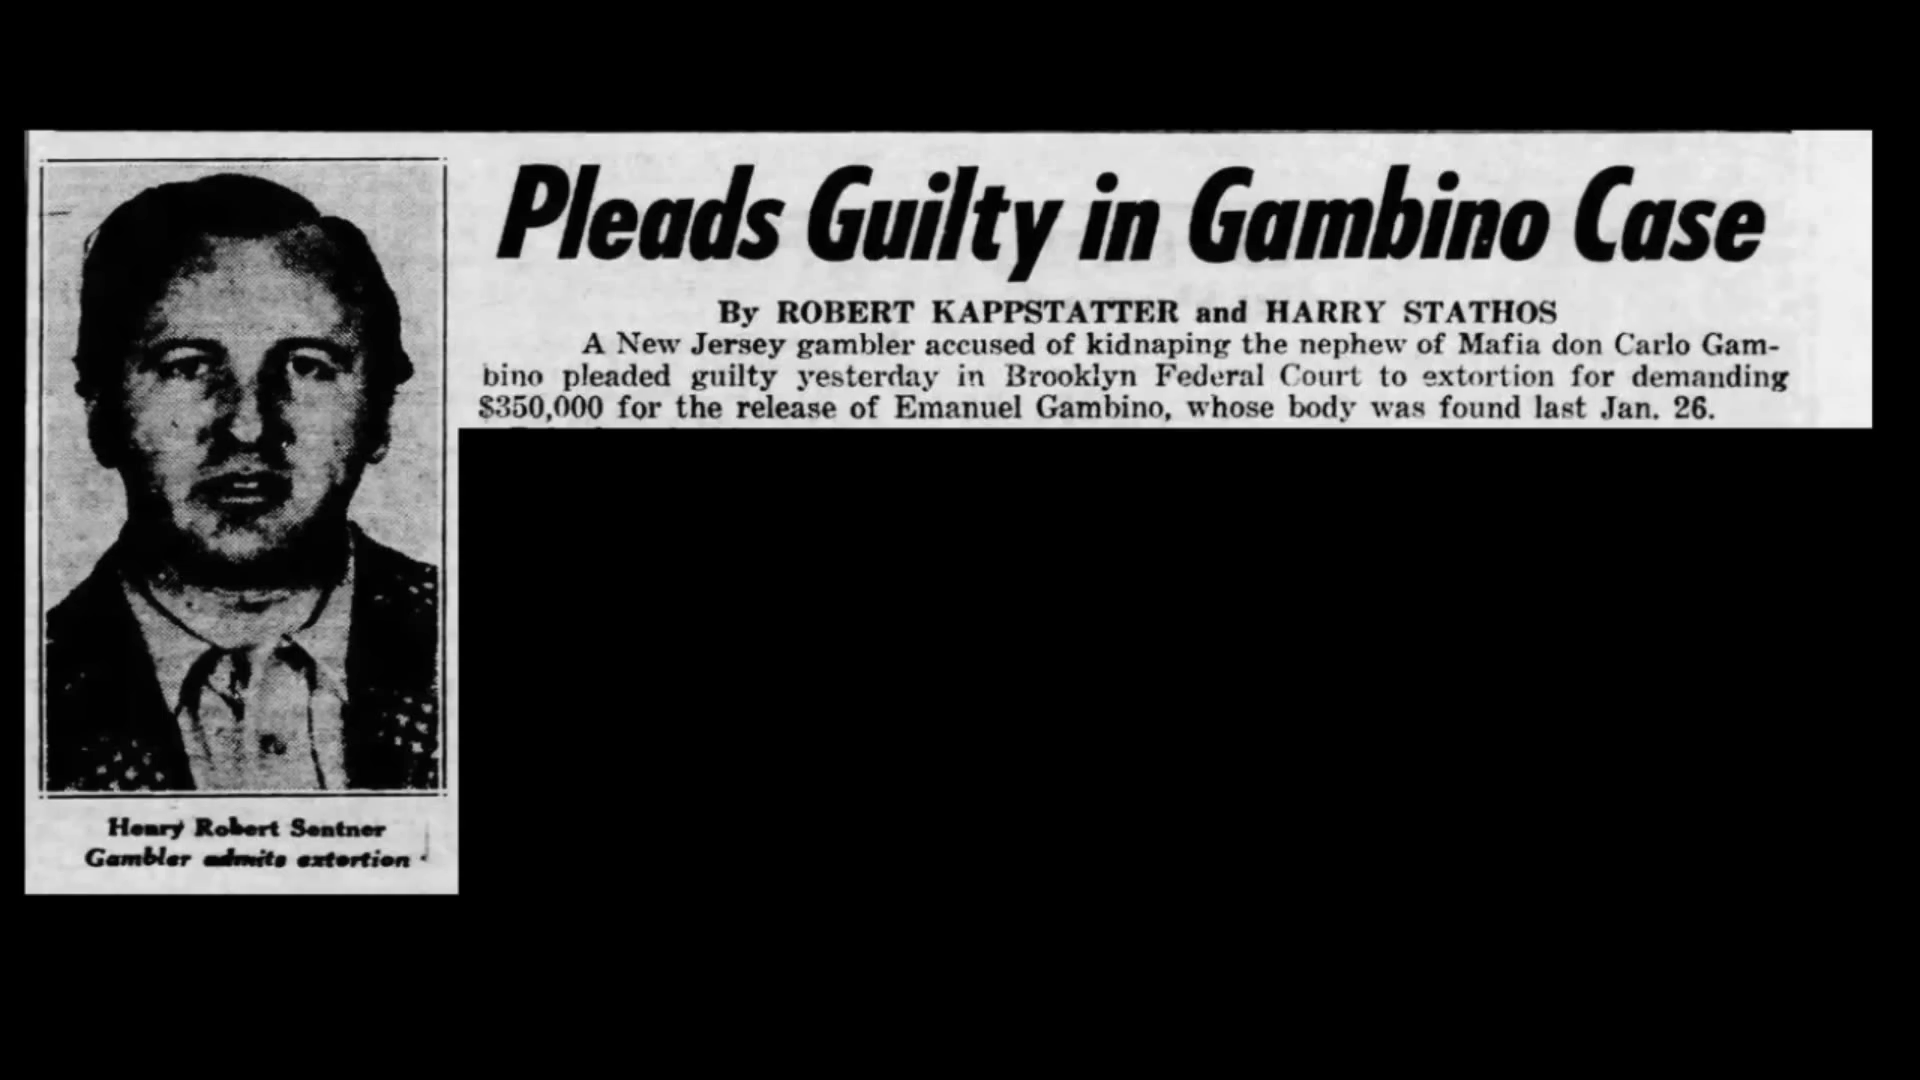 Pleads Guilty in Gambino Case
By ROBERT KAPPSTATTER and HARRY STATHOS
A New Jersey gambler accused of kidnaping the nephew of Mafia don Carlo Gam-
bino pleaded guilty yesterday in Brooklyn Federal Court to extortion for demanding
$350,000 for the release of Emanuel Gambino, whose body was found last Jan. 26.
Henry Robert Sentner
Gambler admits extortion